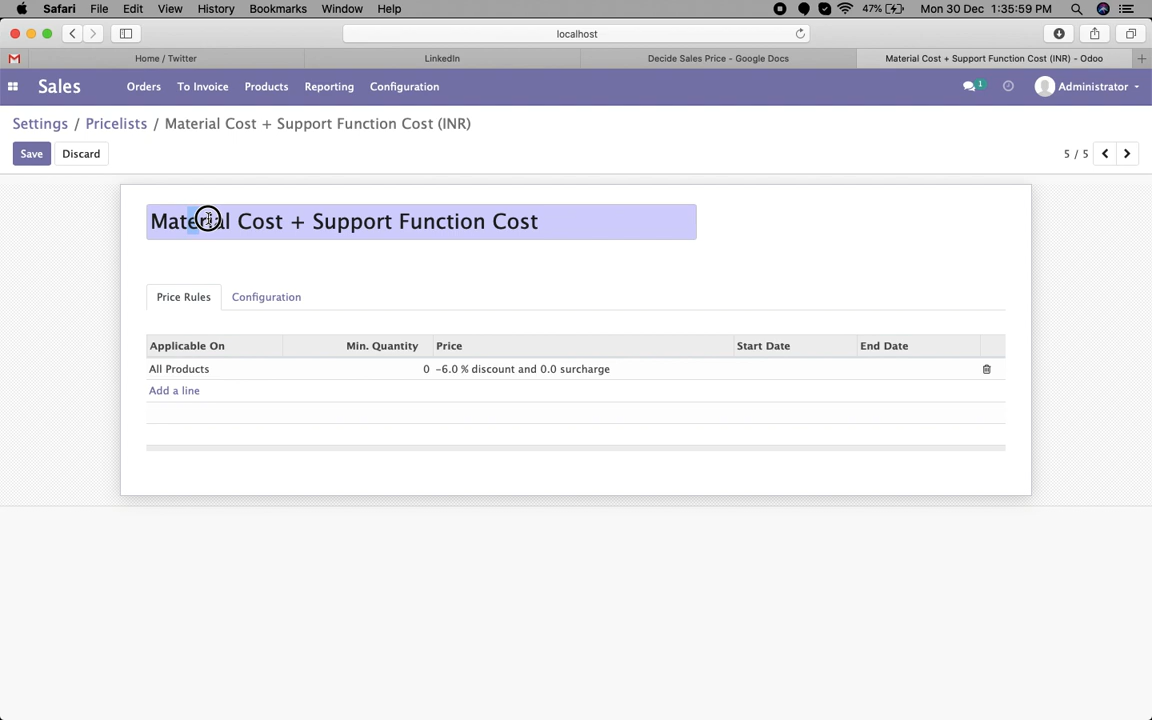 Safari File Edit View History Bookmarks Window Help 47% Mon 30 Dec 1:35:59 PM
localhost
Home / Twitter LinkedIn Decide Sales Price - Google Docs Material Cost + Support Function Cost (INR) - Odoo
Sales Orders To Invoice Products Reporting Configuration 1 Administrator
Settings / Pricelists / Material Cost + Support Function Cost (INR)
Save Discard 5 / 5
Material Cost + Support Function Cost
Price Rules Configuration
Applicable On Min. Quantity Price Start Date End Date
All Products 0 -6.0 % discount and 0.0 surcharge
Add a line